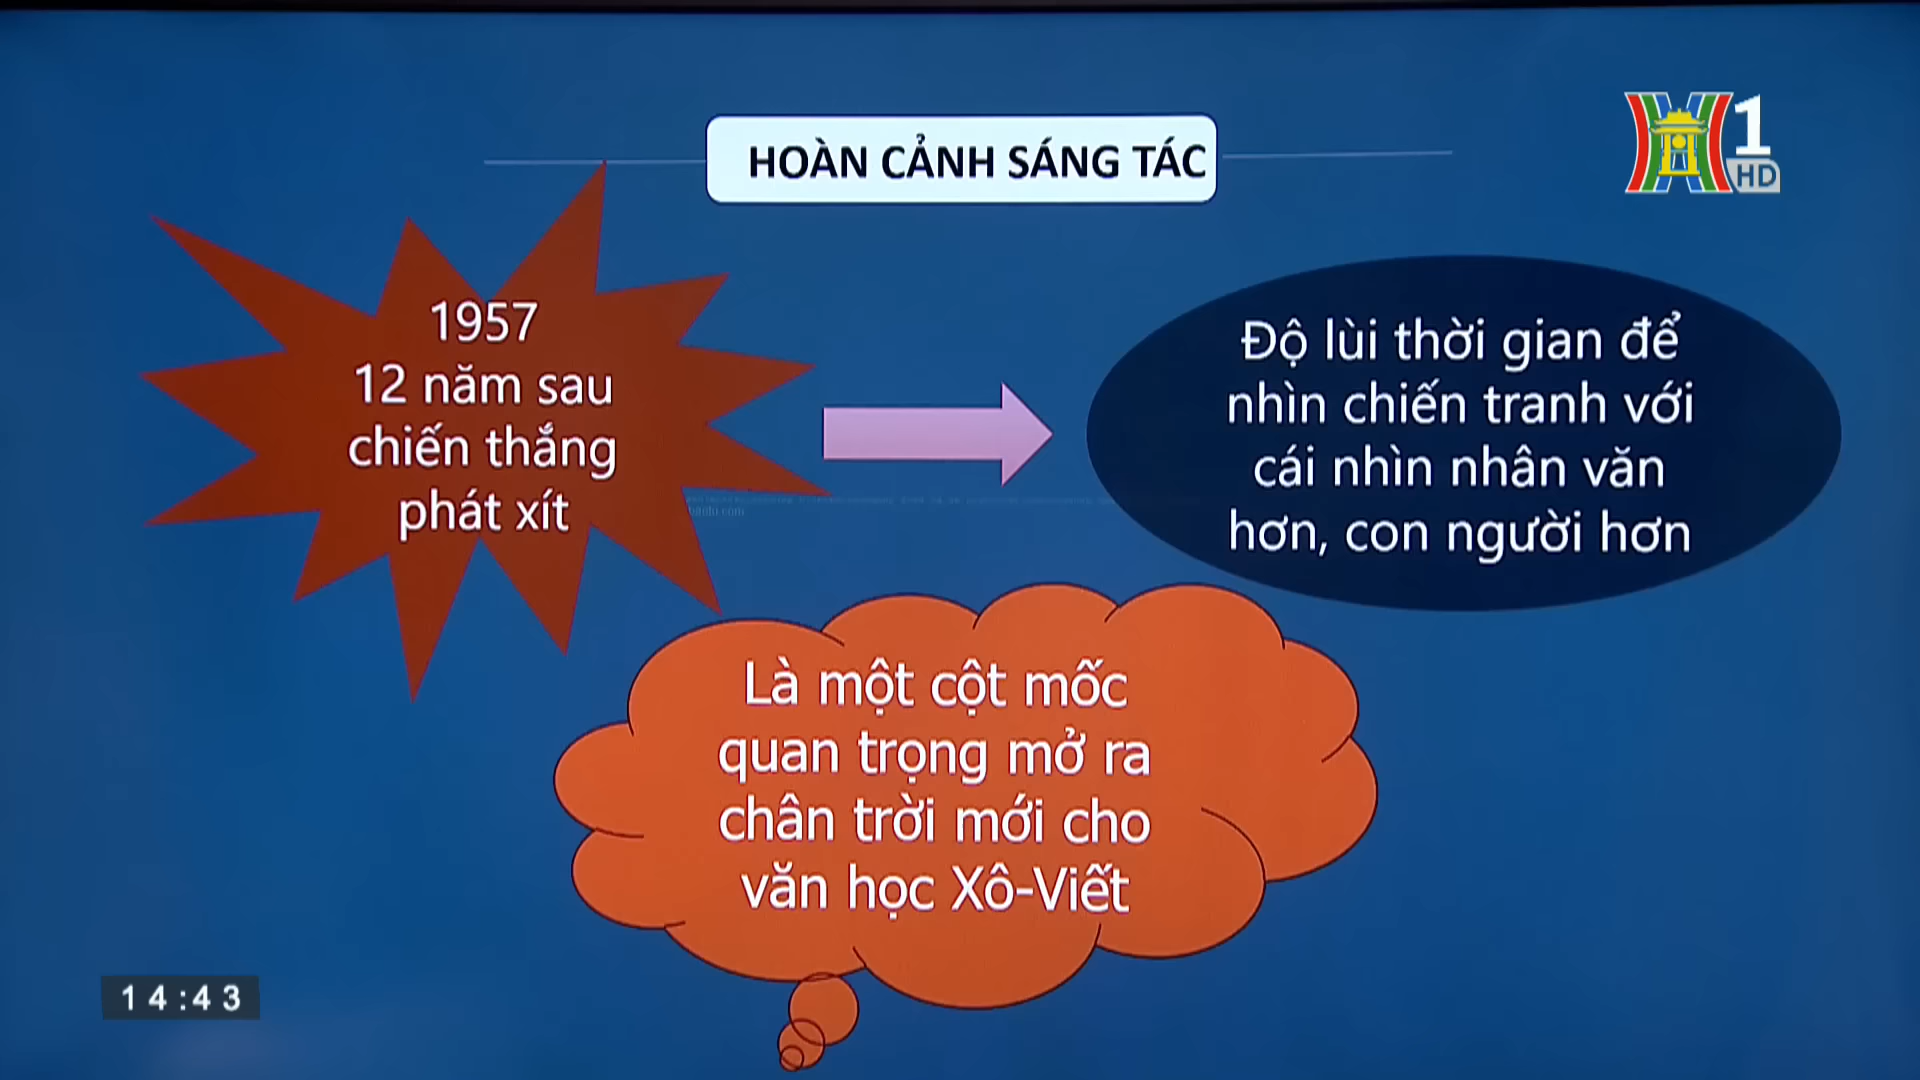 HOÀN CẢNH SÁNG TÁC
1
HD
1957
12 năm sau
chiến thắng
phát xít
Độ lùi thời gian để
nhìn chiến tranh với
cái nhìn nhân văn
hơn, con người hơn
Là một cột mốc
quan trọng mở ra
chân trời mới cho
văn học Xô-Viết
14:43